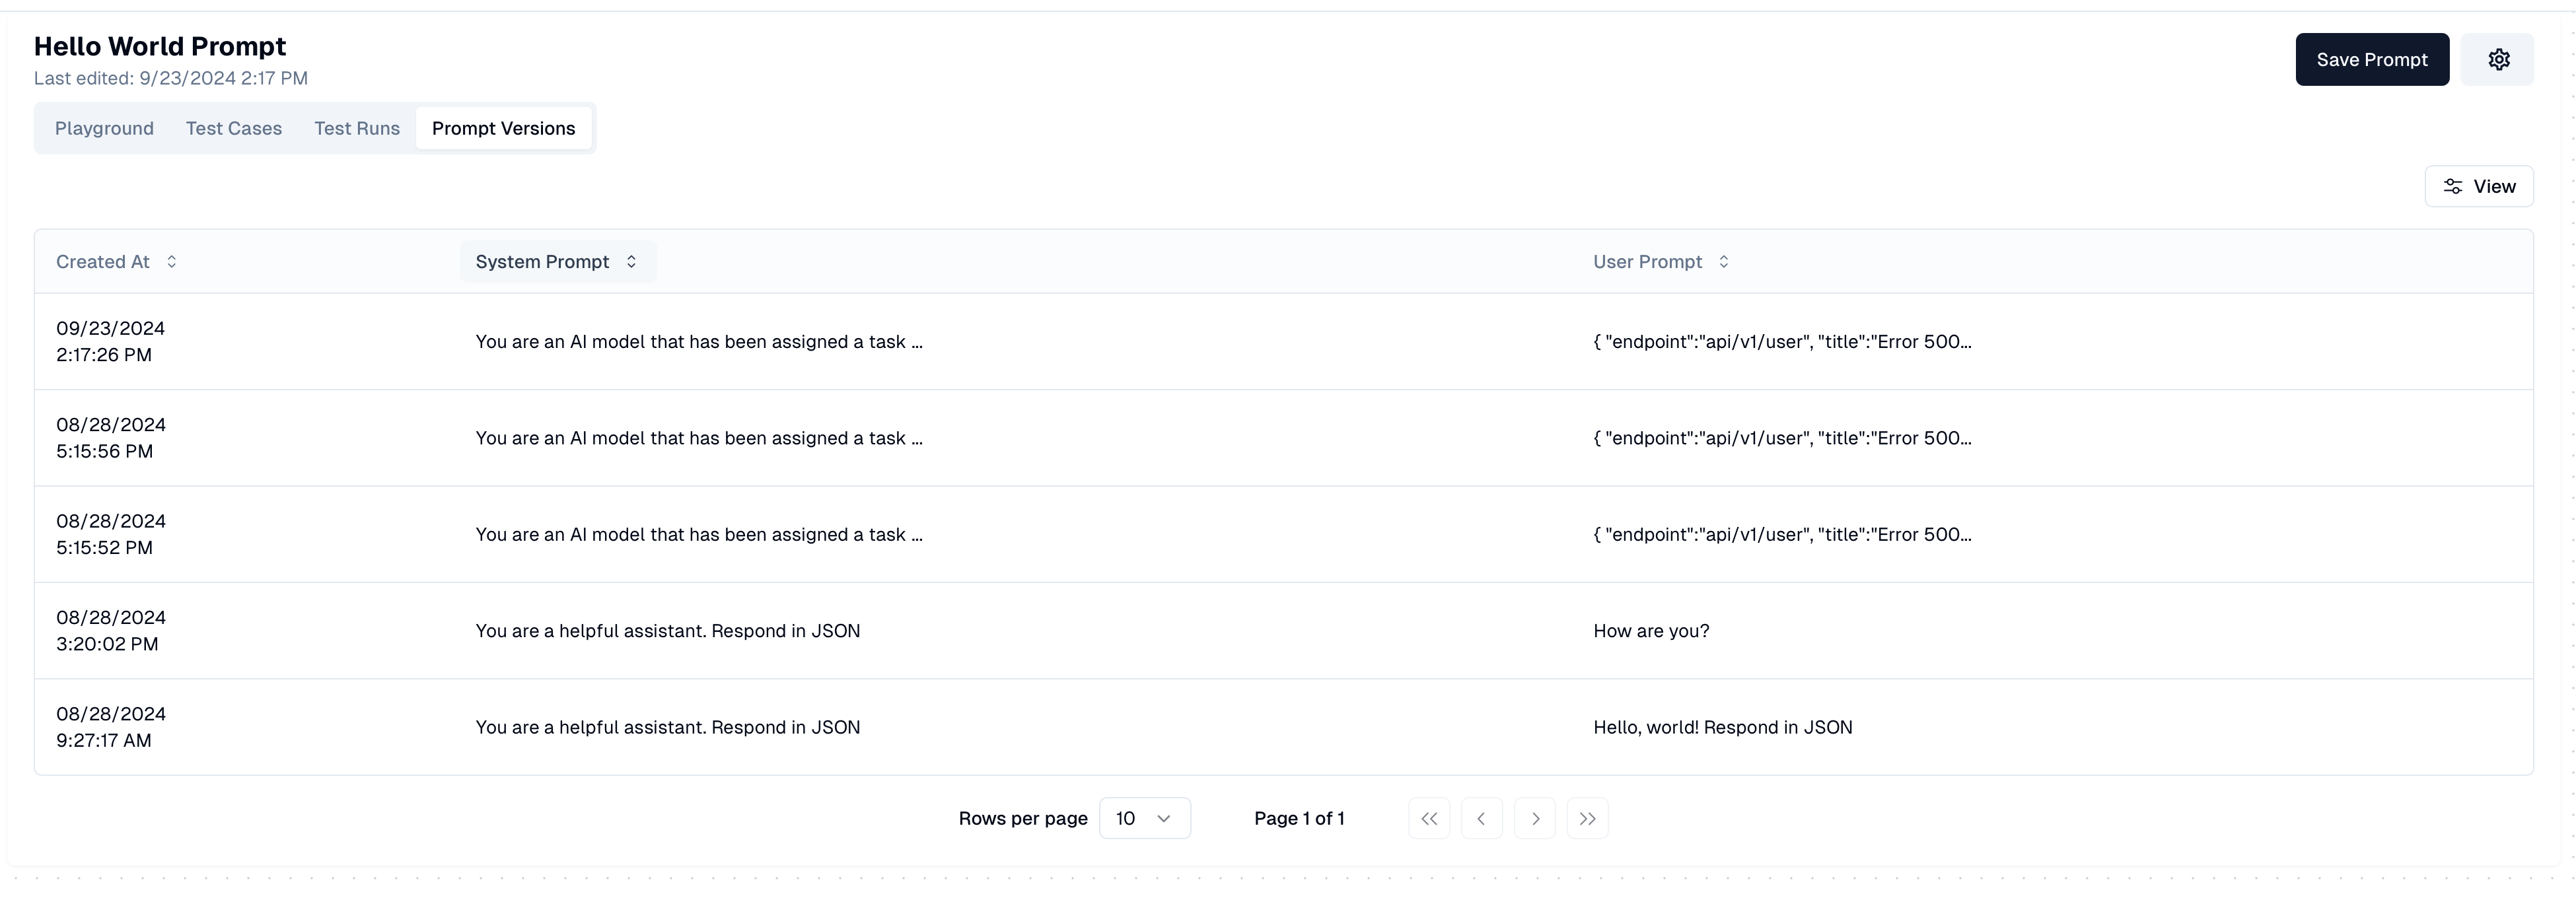 Hello World Prompt
Last edited: 9/23/2024 2:17 PM
Save Prompt
Playground Test Cases Test Runs Prompt Versions
View
Created At System Prompt User Prompt
09/23/2024
2:17:26 PM
You are an AI model that has been assigned a task ...
{ "endpoint":"api/v1/user", "title":"Error 500...
08/28/2024
5:15:56 PM
You are an AI model that has been assigned a task ...
{ "endpoint":"api/v1/user", "title":"Error 500...
08/28/2024
5:15:52 PM
You are an AI model that has been assigned a task ...
{ "endpoint":"api/v1/user", "title":"Error 500...
08/28/2024
3:20:02 PM
You are a helpful assistant. Respond in JSON
How are you?
08/28/2024
9:27:17 AM
You are a helpful assistant. Respond in JSON
Hello, world! Respond in JSON
Rows per page 10 Page 1 of 1